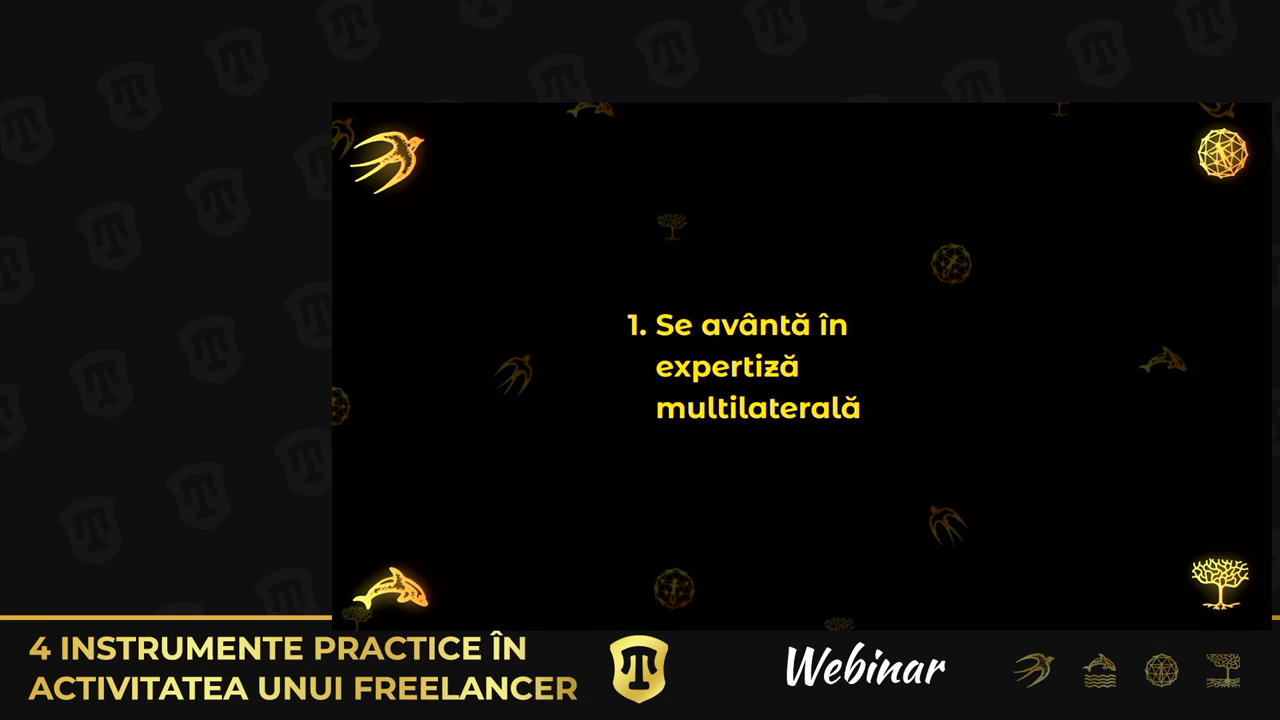 1. Se avântă în
expertiză
multilaterală
4 INSTRUMENTE PRACTICE ÎN
ACTIVITATEA UNUI FREELANCER
Webinar